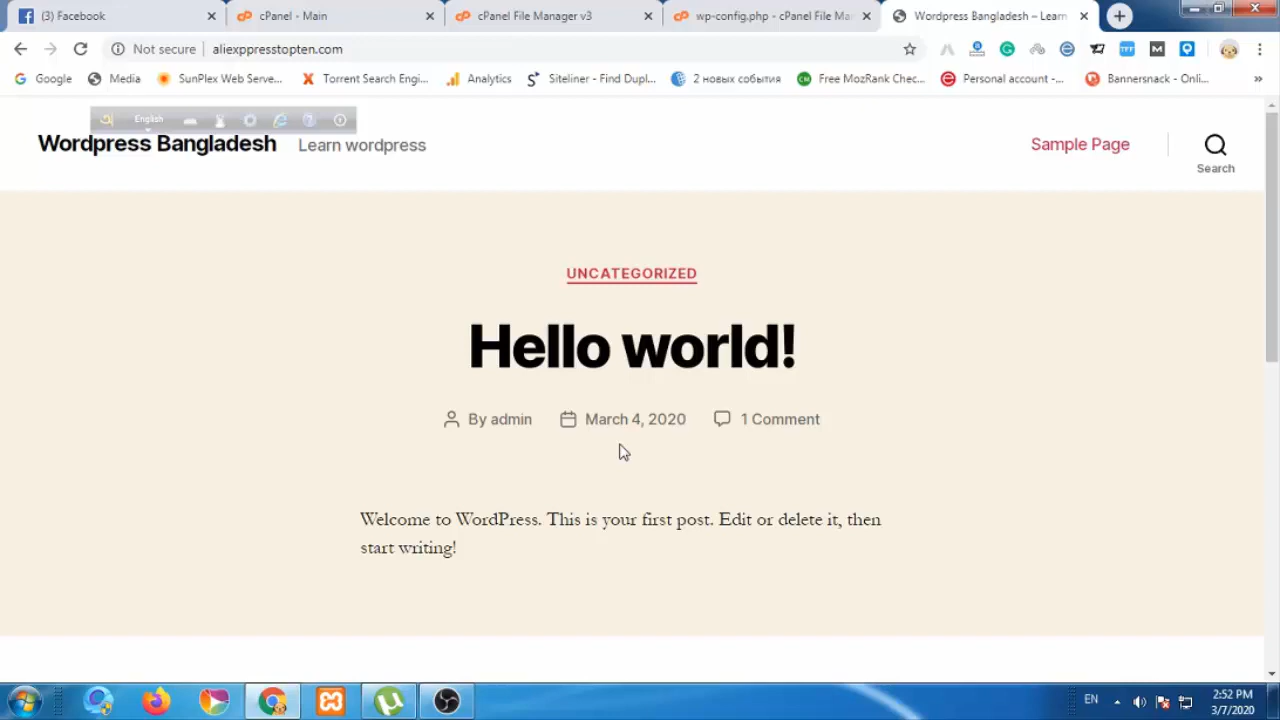 (3) Facebook
cPanel - Main
cPanel File Manager v3
wp-config.php - cPanel File Ma
Wordpress Bangladesh – Learn
Not secure
aliexppresstopten.com
Google
Media
SunPlex Web Serve...
Torrent Search Engi...
Analytics
Siteliner - Find Dupl...
2 новых события
Free MozRank Chec...
Personal account -...
Bannersnack - Onli...
English
Wordpress Bangladesh
Learn wordpress
Sample Page
Search
UNCATEGORIZED
Hello world!
By admin
March 4, 2020
1 Comment
Welcome to WordPress. This is your first post. Edit or delete it, then
start writing!
EN
2:52 PM
3/7/2020